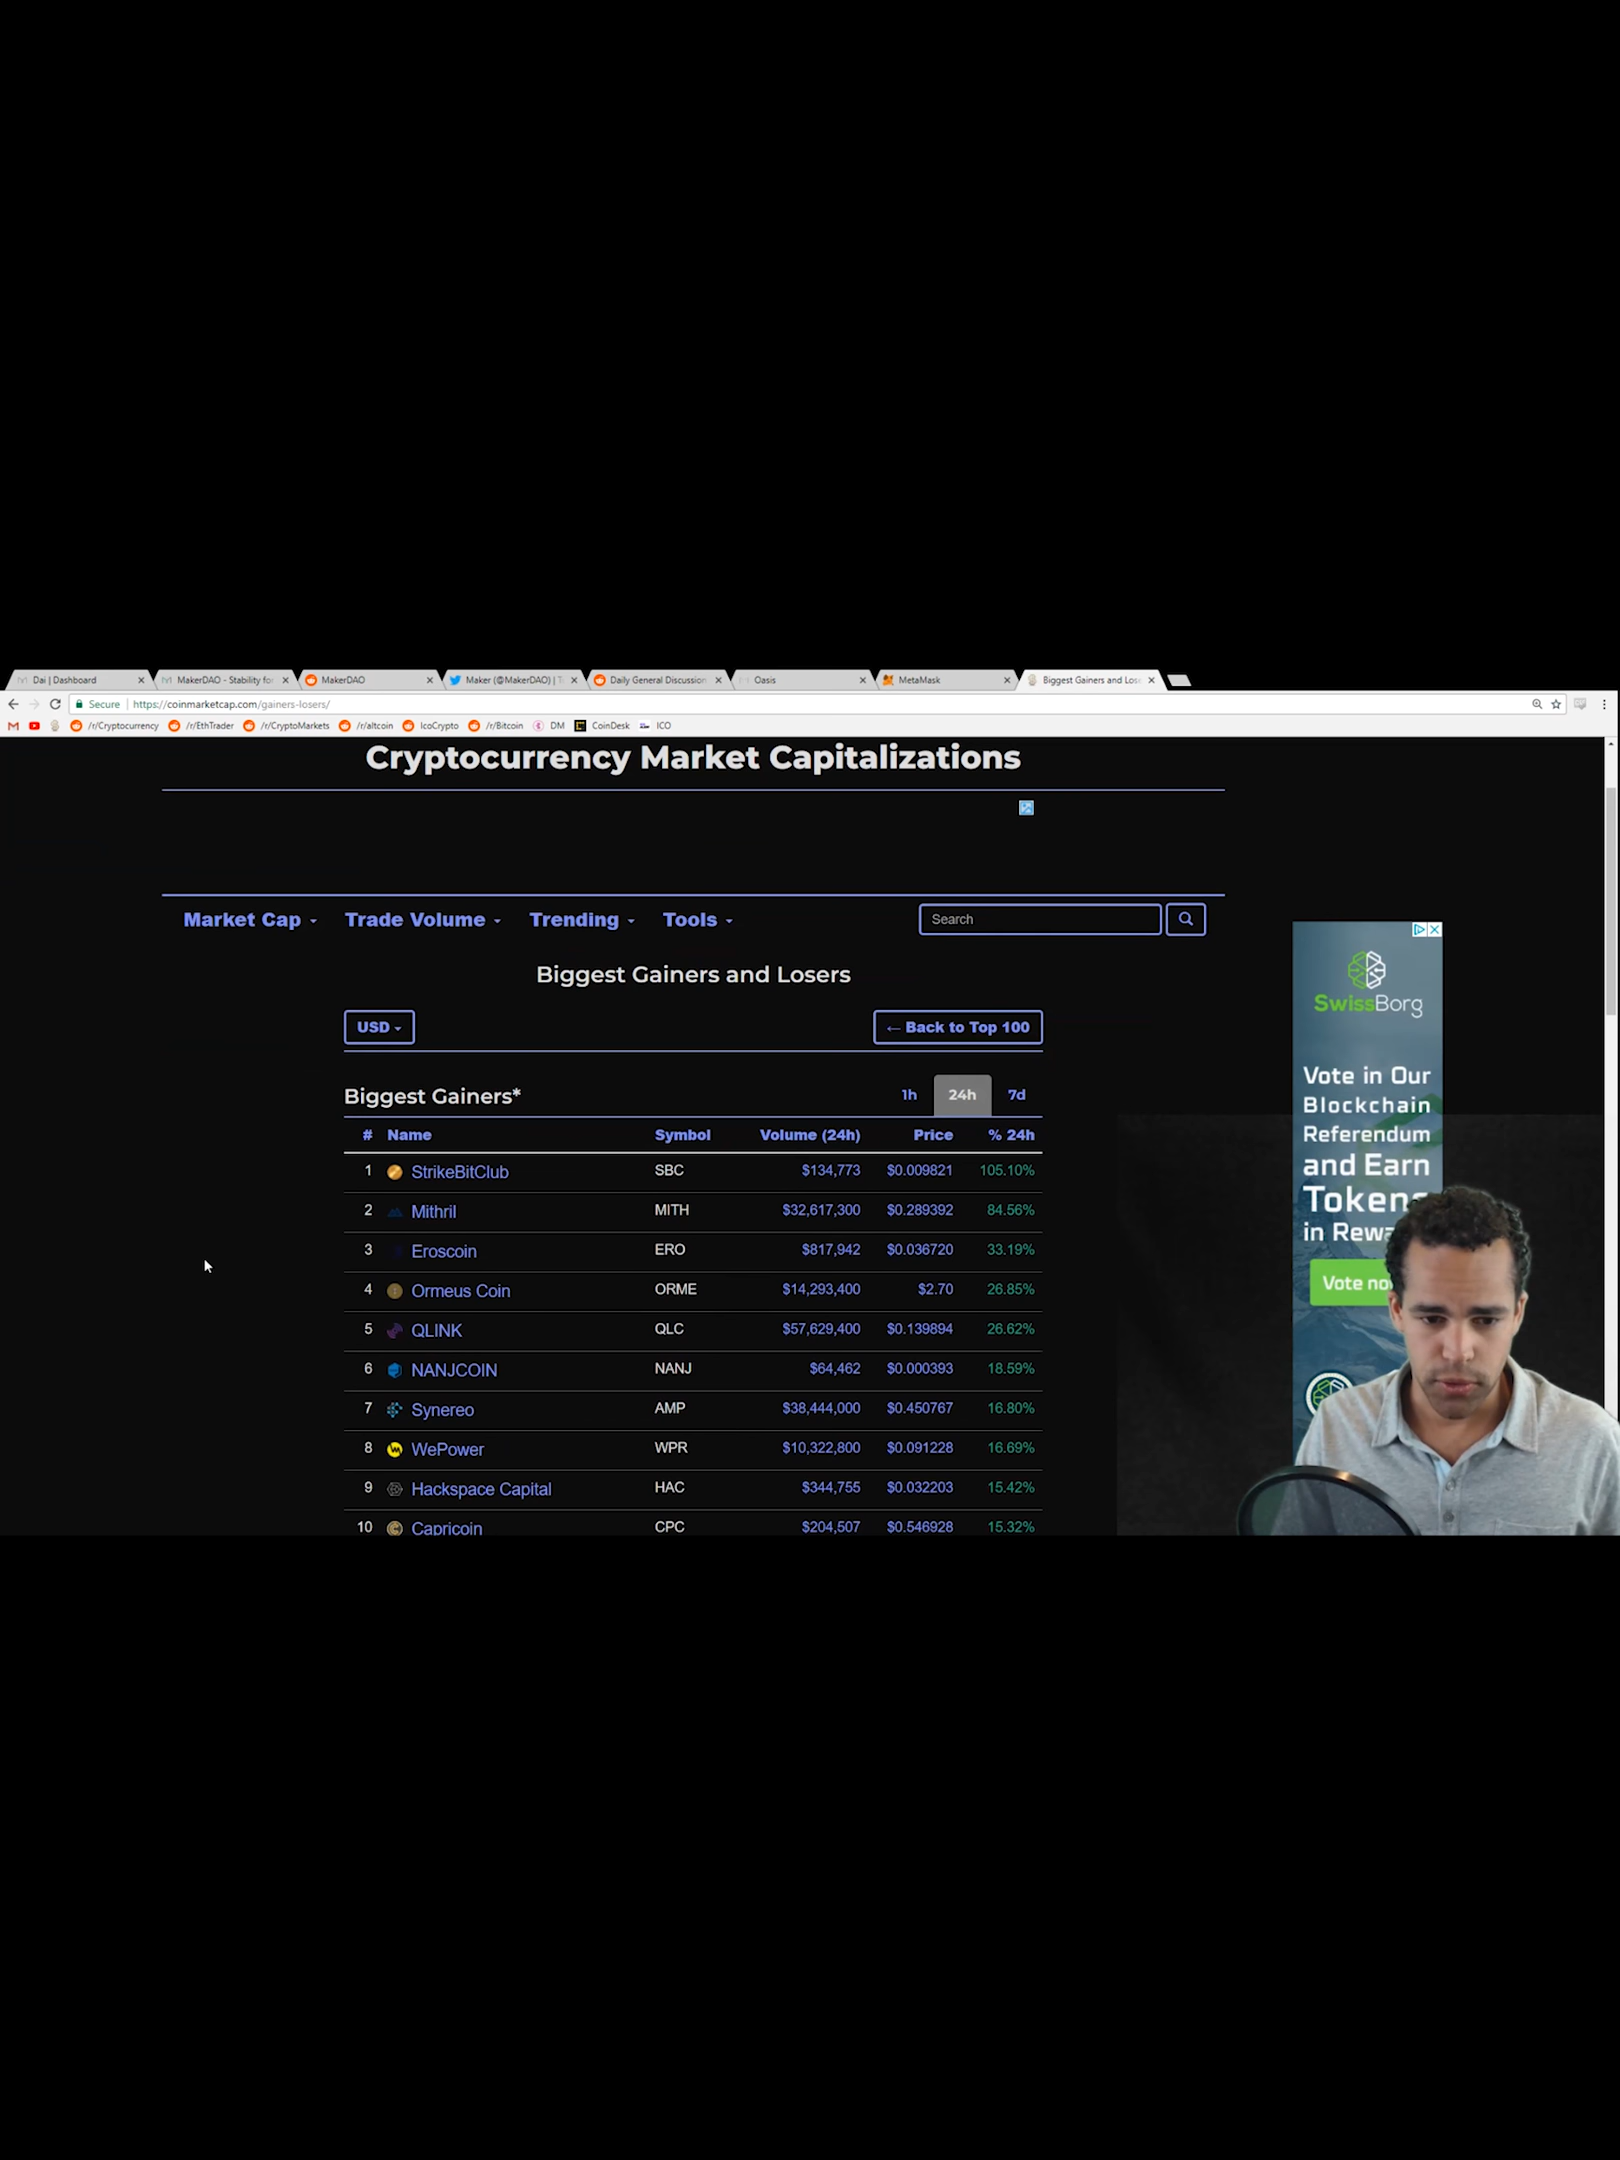 Dai | Dashboard
MakerDAO - Stability for
MakerDAO
Maker (@MakerDAO) |
Daily General Discussion
Oasis
MetaMask
Biggest Gainers and Los
Secure | https://coinmarketcap.com/gainers-losers/
/r/Cryptocurrency /r/EthTrader /r/CryptoMarkets /r/altcoin IcoCrypto /r/Bitcoin DM CoinDesk ICO
Cryptocurrency Market Capitalizations
Market Cap Trade Volume Trending Tools Search
Biggest Gainers and Losers
USD ← Back to Top 100
Biggest Gainers* 1h 24h 7d
# Name Symbol Volume (24h) Price % 24h
1 StrikeBitClub SBC $134,773 $0.009821 105.10%
2 Mithril MITH $32,617,300 $0.289392 84.56%
3 Eroscoin ERO $817,942 $0.036720 33.19%
4 Ormeus Coin ORME $14,293,400 $2.70 26.85%
5 QLINK QLC $57,629,400 $0.139894 26.62%
6 NANJCOIN NANJ $64,462 $0.000393 18.59%
7 Synereo AMP $38,444,000 $0.450767 16.80%
8 WePower WPR $10,322,800 $0.091228 16.69%
9 Hackspace Capital HAC $344,755 $0.032203 15.42%
10 Capricoin CPC $204,507 $0.546928 15.32%
SwissBorg
Vote in Our
Blockchain
Referendum
and Earn
Tokens
in Rewa
Vote no